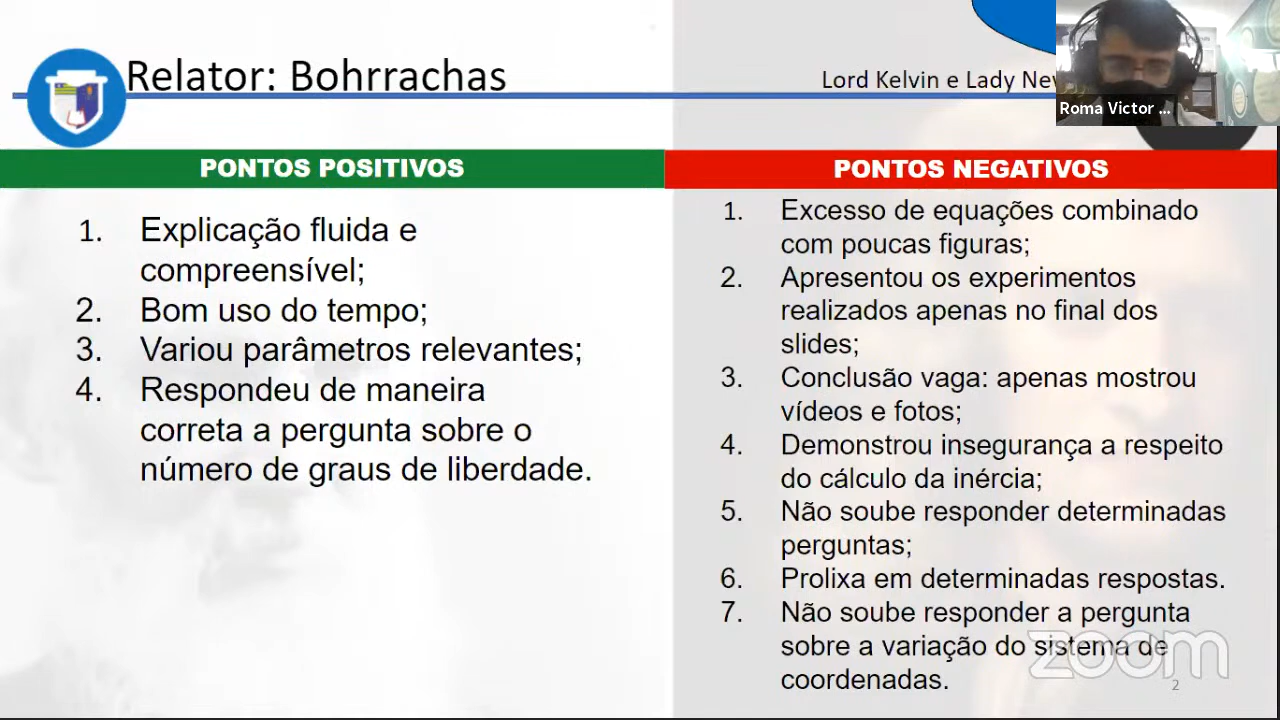 Relator: Bohrrachas
Lord Kelvin e Lady
Roma Victor ...
PONTOS POSITIVOS
1. Explicação fluida e
compreensível;
2. Bom uso do tempo;
3. Variou parâmetros relevantes;
4. Respondeu de maneira
correta a pergunta sobre o
número de graus de liberdade.
PONTOS NEGATIVOS
1. Excesso de equações combinado
com poucas figuras;
2. Apresentou os experimentos
realizados apenas no final dos
slides;
3. Conclusão vaga: apenas mostrou
vídeos e fotos;
4. Demonstrou insegurança a respeito
do cálculo da inércia;
5. Não soube responder determinadas
perguntas;
6. Prolixa em determinadas respostas.
7. Não soube responder a pergunta
sobre a variação do sistema de
coordenadas.
zoom
2